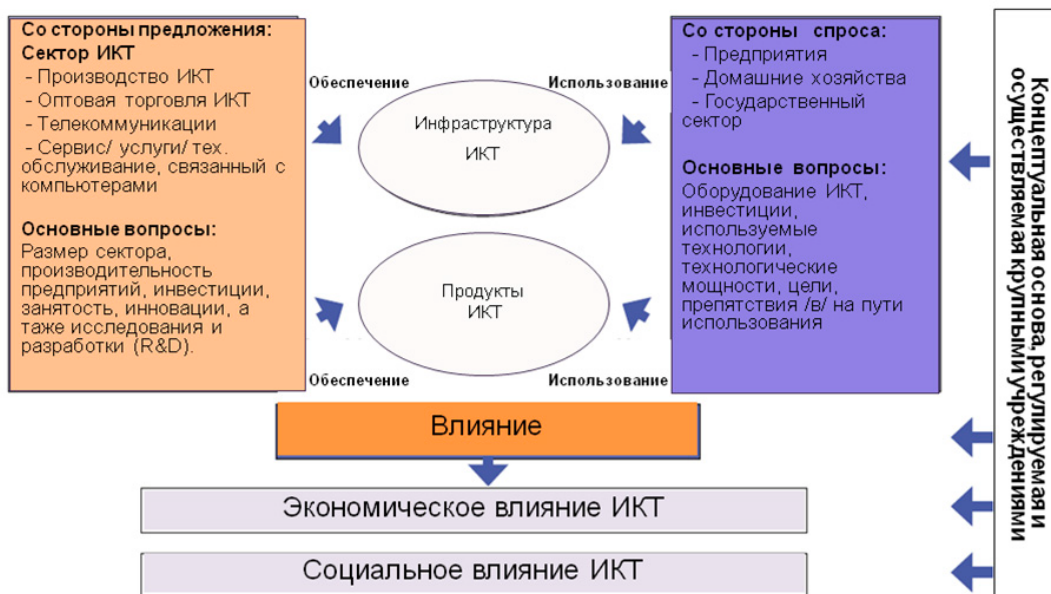 Со стороны предложения:
Сектор ИКТ
- Производство ИКТ
- Оптовая торговля ИКТ
- Телекоммуникации
- Сервис/ услуги/ тех.
обслуживание, связанный с
компьютерами
Основные вопросы:
Размер сектора,
производительность
предприятий, инвестиции,
занятость, инновации, а
таже исследования и
разработки (R&D).
Обеспечение
Использование
Инфраструктура
ИКТ
Продукты
ИКТ
Обеспечение
Использование
Со стороны спроса:
- Предприятия
- Домашние хозяйства
- Государственный
сектор
Основные вопросы:
Оборудование ИКТ,
инвестиции,
используемые
технологии,
технологические
мощности, цели,
препятствия /в/ на пути
использования
Влияние
Экономическое влияние ИКТ
Социальное влияние ИКТ
Концептуальная основа, регулируемая и
осуществляемая крупными учреждениями